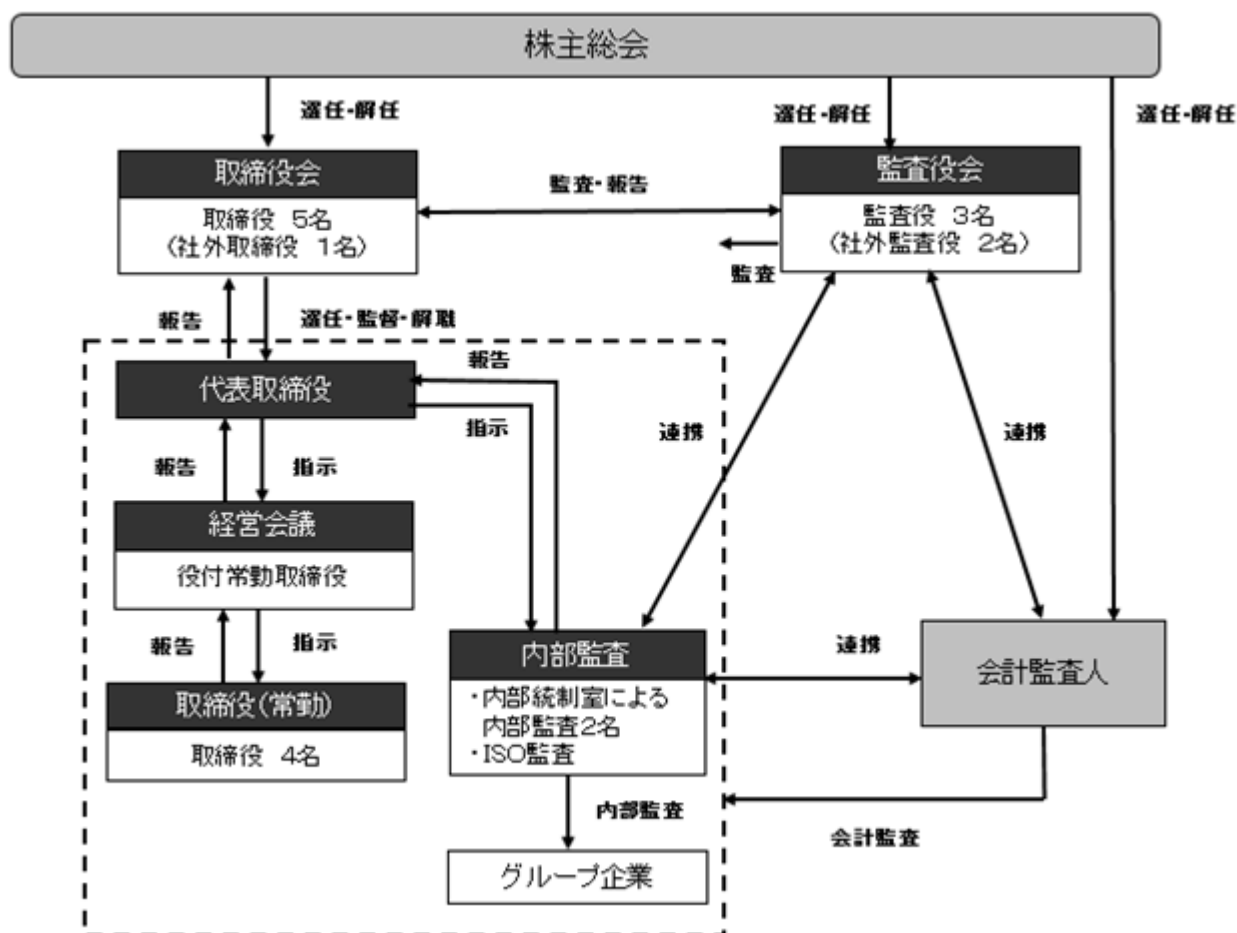 株主総会
選任・解任
選任・解任
選任・解任
取締役会
取締役 5名
(社外取締役 1名)
監査・報告
監査役会
監査役 3名
(社外監査役 2名)
監査
報告
選任・監督・解職
代表取締役
報告
指示
連携
連携
報告
指示
経営会議
役付常勤取締役
報告
指示
取締役(常勤)
取締役 4名
内部監査
・内部統制室による
内部監査2名
・ISO監査
連携
会計監査人
内部監査
会計監査
グループ企業